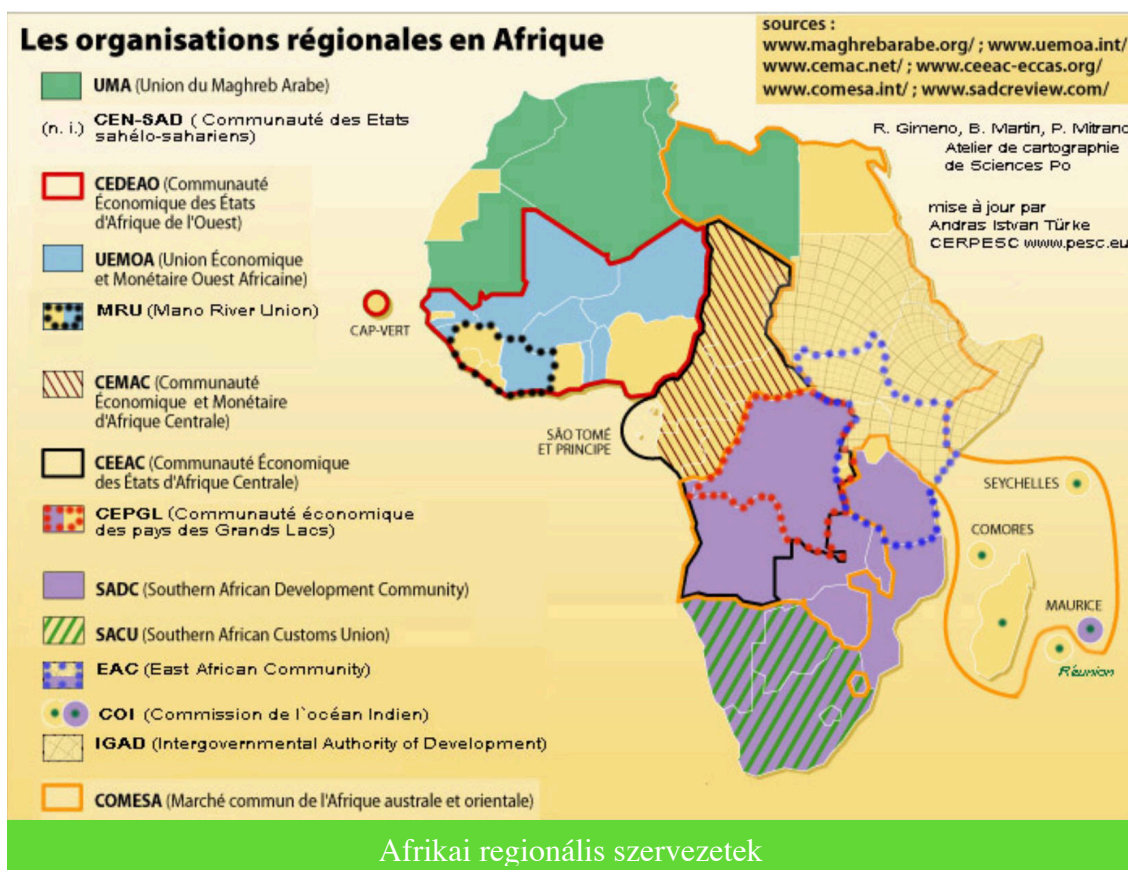 Les organisations régionales en Afrique
sources :
www.maghrebarabe.org/ ; www.uemoa.int/
www.cemac.net/ ; www.ceeac-eccas.org/
www.comesa.int/ ; www.sadcreview.com/
R. Gimeno, B. Martin, P. Mitrano
Atelier de cartographie
de Sciences Po
mise à jour par
Andras Istvan Türke
CERPESC www.pesc.eu
UMA (Union du Maghreb Arabe)
(n. i.) CEN-SAD ( Communauté des Etats
sahélo-sahariens)
CEDEAO (Communauté
Économique des États
d'Afrique de l'Ouest)
UEMOA (Union Économique
et Monétaire Ouest Africaine)
MRU (Mano River Union)
CEMAC (Communauté
Économique et Monétaire
d'Afrique Centrale)
CEEAC (Communauté Économique
des États d'Afrique Centrale)
CEPGL (Communauté économique
des pays des Grands Lacs)
SADC (Southern African Development Community)
SACU (Southern African Customs Union)
EAC (East African Community)
COI (Commission de l`océan Indien)
IGAD (Intergovernmental Authority of Development)
COMESA (Marché commun de l'Afrique australe et orientale)
CAP-VERT
SÃO TOMÉ
ET PRINCIPE
SEYCHELLES
COMORES
MAURICE
Réunion
Afrikai regionális szervezetek